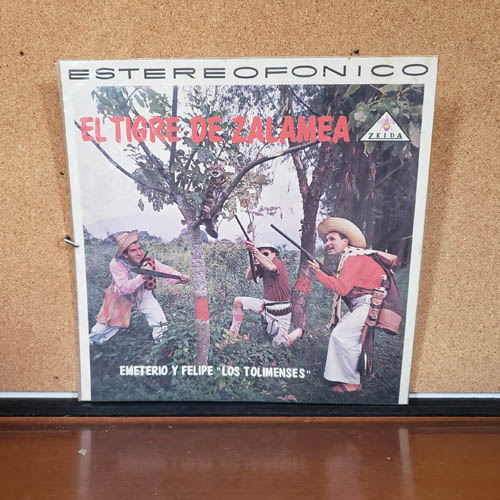 ESTEREOFONICO
EL TIGRE DE ZALAMEA
ZEIDA
EMETERIO Y FELIPE "LOS TOLIMENSES"